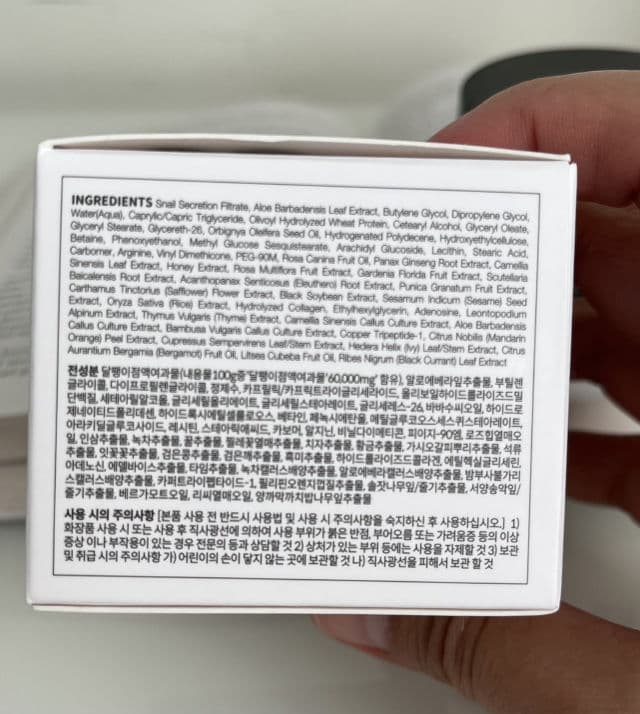 INGREDIENTS Snail Secretion Filtrate, Aloe Barbadensis Leaf Extract, Butylene Glycol, Dipropylene Glycol,
Water(Aqua), Caprylic/Capric Triglyceride, Olivoyl Hydrolyzed Wheat Protein, Cetearyl Alcohol, Glyceryl Oleate,
Glyceryl Stearate, Glycereth-26, Orbignya Oleifera Seed Oil, Hydrogenated Polydecene, Hydroxyethylcellulose,
Betaine, Phenoxyethanol, Methyl Glucose Sesquistearate, Arachidyl Glucoside, Lecithin, Stearic Acid,
Carbomer, Arginine, Vinyl Dimethicone, PEG-90M, Rosa Canina Fruit Oil, Panax Ginseng Root Extract, Camellia
Sinensis Leaf Extract, Honey Extract, Rosa Multiflora Fruit Extract, Gardenia Florida Fruit Extract, Scutellaria
Baicalensis Root Extract, Acanthopanax Senticosus (Eleuthero) Root Extract, Punica Granatum Fruit Extract,
Carthamus Tinctorius (Safflower) Flower Extract, Black Soybean Extract, Sesamum Indicum (Sesame) Seed
Extract, Oryza Sativa (Rice) Extract, Hydrolyzed Collagen, Ethylhexylglycerin, Adenosine, Leontopodium
Alpinum Extract, Thymus Vulgaris (Thyme) Extract, Camellia Sinensis Callus Culture Extract, Aloe Barbadensis
Callus Culture Extract, Bambusa Vulgaris Callus Culture Extract, Copper Tripeptide-1, Citrus Nobilis (Mandarin
Orange) Peel Extract, Cupressus Sempervirens Leaf/Stem Extract, Hedera Helix (Ivy) Leaf/Stem Extract, Citrus
Aurantium Bergamia (Bergamot) Fruit Oil, Litsea Cubeba Fruit Oil, Ribes Nigrum (Black Currant) Leaf Extract
전성분 달팽이점액여과물(내용물100g중'달팽이점액여과물'60,000mg 함유), 알로에베라잎추출물, 부틸렌
글라이콜, 다이프로필렌글라이콜, 정제수, 카프릴릭/카프릭트라이글리세라이드, 올리보일하이드롤라이즈드밀
단백질, 세테아릴알코올, 글리세릴올리에이트, 글리세릴스테아레이트, 글리세레스-26, 바바수씨오일, 하이드로
제네이티드폴리데센, 하이드록시에틸셀룰로오스, 베타인, 페녹시에탄올, 메틸글루코오스세스퀴스테아레이트,
아라키딜글루코사이드, 레시틴, 스테아릭애씨드, 카보머, 알지닌, 비닐다이메티콘, 피이지-90엠, 로즈힙열매오
일, 인삼추출물, 녹차추출물, 꿀추출물, 찔레꽃열매추출물, 치자추출물, 황금추출물, 가시오갈피뿌리추출물, 석류
추출물, 잇꽃꽃추출물, 검은콩추출물, 검은깨추출물, 흑미추출물, 하이드롤라이즈드콜라겐, 에틸헥실글리세린,
아데노신, 에델바이스추출물, 타임추출물, 녹차캘러스배양추출물, 알로에베라캘러스배양추출물, 밤부사불가리
스캘러스배양추출물, 카퍼트라이펩타이드-1, 필리핀오렌지껍질추출물, 솔잣나무잎/줄기추출물, 서양송악잎/
줄기추출물, 베르가모트오일, 리씨열매오일, 양까막까치밥나무잎추출물
사용 시의 주의사항 [본품 사용 전 반드시 사용법 및 사용 시 주의사항을 숙지하신 후 사용하십시오.] 1)
화장품 사용 시 또는 사용 후 직사광선에 의하여 사용 부위가 붉은 반점, 부어오름 또는 가려움증 등의 이상
증상 이나 부작용이 있는 경우 전문의 등과 상담할 것 2) 상처가 있는 부위 등에는 사용을 자제할 것 3) 보관
및 취급 시의 주의사항 가) 어린이의 손이 닿지 않는 곳에 보관할 것 나) 직사광선을 피해서 보관 할 것